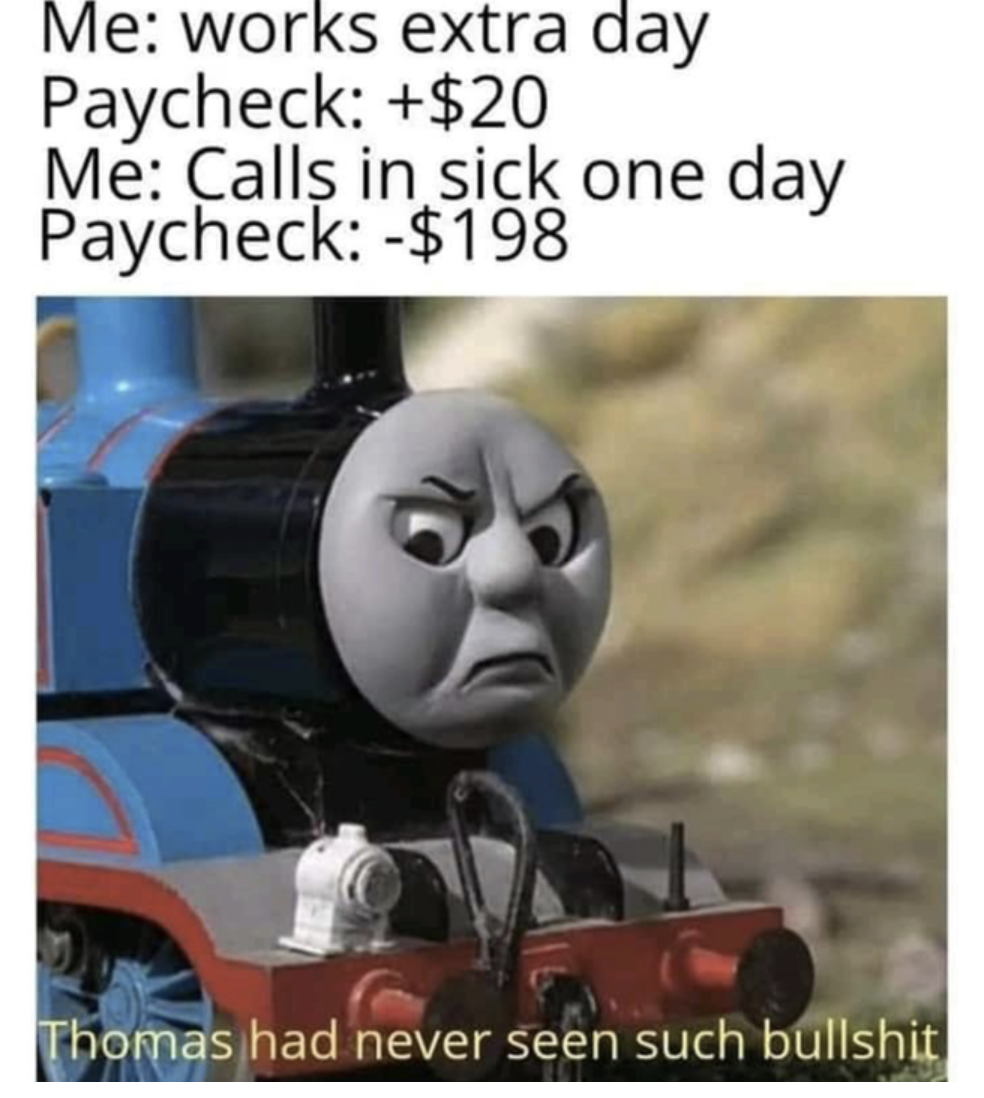 Me: works extra day
Paycheck: +$20
Me: Calls in sick one day
Paycheck: -$198
Thomas had never seen such bullshit